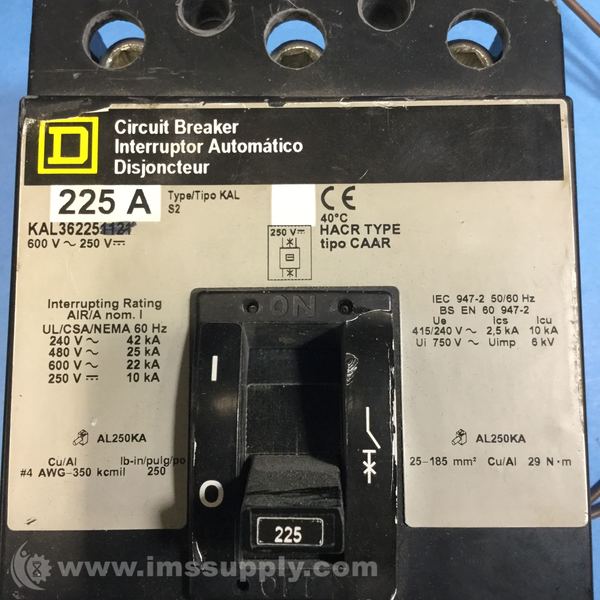 D
Circuit Breaker
Interruptor Automático
Disjoncteur
225 A
Type/Tipo KAL
S2
KAL36225
600 V ~ 250 V⎓
40°C
HACR TYPE
tipo CAAR
CE
250 V⎓
Interrupting Rating
AIR/A nom. I
UL/CSA/NEMA 60 Hz
240 V ~ 42 kA
480 V ~ 25 kA
600 V ~ 22 kA
250 V⎓ 10 kA
AL250KA
Cu/Al lb-in/pulg/po
#4 AWG-350 kcmil 250
ON
I
O
225
OFF
IEC 947-2 50/60 Hz
BS EN 60 947-2
Ue Ics Icu
415/240 V ~ 2,5 kA 10 kA
Ui 750 V ~ Uimp 6 kV
AL250KA
25-185 mm² Cu/Al 29 N·m
www.imssupply.com